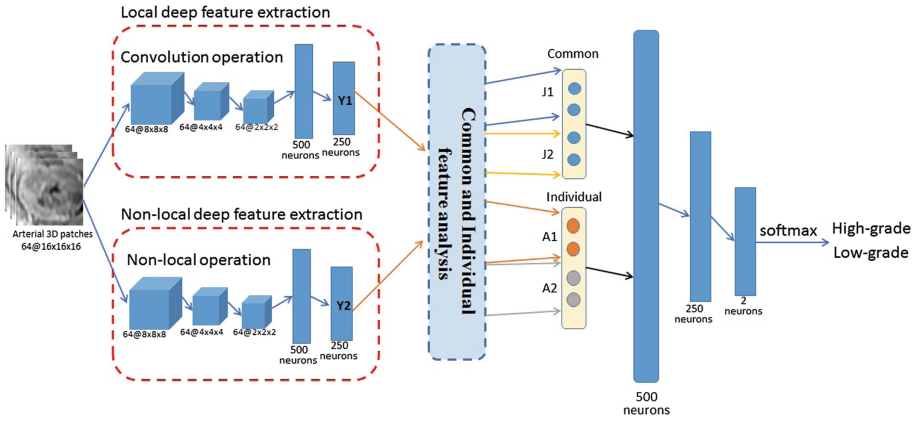 Local deep feature extraction
Convolution operation
64@8x8x8
64@4x4x4
64@2x2x2
500
neurons
Y1
250
neurons
Arterial 3D patches
64@16x16x16
Non-local deep feature extraction
Non-local operation
64@8x8x8
64@4x4x4
64@2x2x2
500
neurons
Y2
250
neurons
Common and Individual
feature analysis
Common
J1
J2
Individual
A1
A2
500
neurons
250
neurons
2
neurons
softmax
High-grade
Low-grade